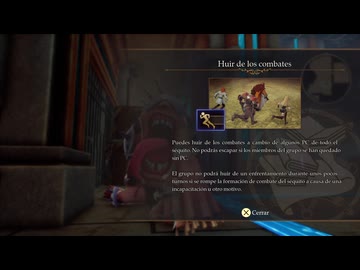 Huir de los combates
Puedes huir de los combates a cambio de algunos PC de todo el
séquito. No podrás escapar si los miembros del grupo se han quedado
sin PC.
El grupo no podrá huir de un enfrentamiento durante unos pocos
turnos si se rompe la formación de combate del séquito a causa de una
incapacitación u otro motivo.
Cerrar